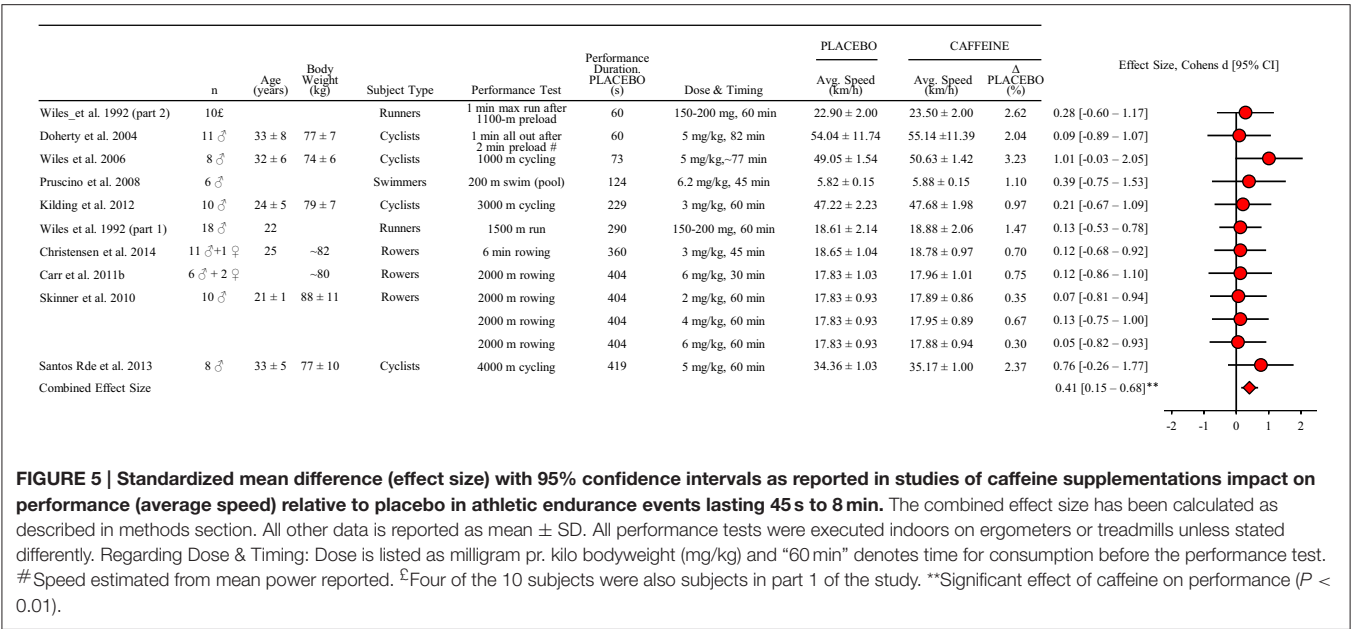 PLACEBO CAFFEINE
Effect Size, Cohens d [95% CI]
n Age (years) Body Weight (kg) Subject Type Performance Test Performance Duration. PLACEBO (s) Dose & Timing Avg. Speed (km/h) Avg. Speed (km/h) Δ PLACEBO (%)
Wiles_et al. 1992 (part 2) 10£ Runners 1 min max run after 1100-m preload 60 150-200 mg, 60 min 22.90 ± 2.00 23.50 ± 2.00 2.62 0.28 [-0.60 – 1.17]
Doherty et al. 2004 11 ♂ 33 ± 8 77 ± 7 Cyclists 1 min all out after 2 min preload # 60 5 mg/kg, 82 min 54.04 ± 11.74 55.14 ±11.39 2.04 0.09 [-0.89 – 1.07]
Wiles et al. 2006 8 ♂ 32 ± 6 74 ± 6 Cyclists 1000 m cycling 73 5 mg/kg,~77 min 49.05 ± 1.54 50.63 ± 1.42 3.23 1.01 [-0.03 – 2.05]
Pruscino et al. 2008 6 ♂ Swimmers 200 m swim (pool) 124 6.2 mg/kg, 45 min 5.82 ± 0.15 5.88 ± 0.15 1.10 0.39 [-0.75 – 1.53]
Kilding et al. 2012 10 ♂ 24 ± 5 79 ± 7 Cyclists 3000 m cycling 229 3 mg/kg, 60 min 47.22 ± 2.23 47.68 ± 1.98 0.97 0.21 [-0.67 – 1.09]
Wiles et al. 1992 (part 1) 18 ♂ 22 Runners 1500 m run 290 150-200 mg, 60 min 18.61 ± 2.14 18.88 ± 2.06 1.47 0.13 [-0.53 – 0.78]
Christensen et al. 2014 11 ♂+1 ♀ 25 ~82 Rowers 6 min rowing 360 3 mg/kg, 45 min 18.65 ± 1.04 18.78 ± 0.97 0.70 0.12 [-0.68 – 0.92]
Carr et al. 2011b 6 ♂ + 2 ♀ ~80 Rowers 2000 m rowing 404 6 mg/kg, 30 min 17.83 ± 1.03 17.96 ± 1.01 0.75 0.12 [-0.86 – 1.10]
Skinner et al. 2010 10 ♂ 21 ± 1 88 ± 11 Rowers 2000 m rowing 404 2 mg/kg, 60 min 17.83 ± 0.93 17.89 ± 0.86 0.35 0.07 [-0.81 – 0.94]
2000 m rowing 404 4 mg/kg, 60 min 17.83 ± 0.93 17.95 ± 0.89 0.67 0.13 [-0.75 – 1.00]
2000 m rowing 404 6 mg/kg, 60 min 17.83 ± 0.93 17.88 ± 0.94 0.30 0.05 [-0.82 – 0.93]
Santos Rde et al. 2013 8 ♂ 33 ± 5 77 ± 10 Cyclists 4000 m cycling 419 5 mg/kg, 60 min 34.36 ± 1.03 35.17 ± 1.00 2.37 0.76 [-0.26 – 1.77]
Combined Effect Size 0.41 [0.15 – 0.68]**
-2 -1 0 1 2
FIGURE 5 | Standardized mean difference (effect size) with 95% confidence intervals as reported in studies of caffeine supplementations impact on
performance (average speed) relative to placebo in athletic endurance events lasting 45 s to 8 min. The combined effect size has been calculated as
described in methods section. All other data is reported as mean ± SD. All performance tests were executed indoors on ergometers or treadmills unless stated
differently. Regarding Dose & Timing: Dose is listed as milligram pr. kilo bodyweight (mg/kg) and “60 min” denotes time for consumption before the performance test.
#Speed estimated from mean power reported. £Four of the 10 subjects were also subjects in part 1 of the study. **Significant effect of caffeine on performance (P <
0.01).